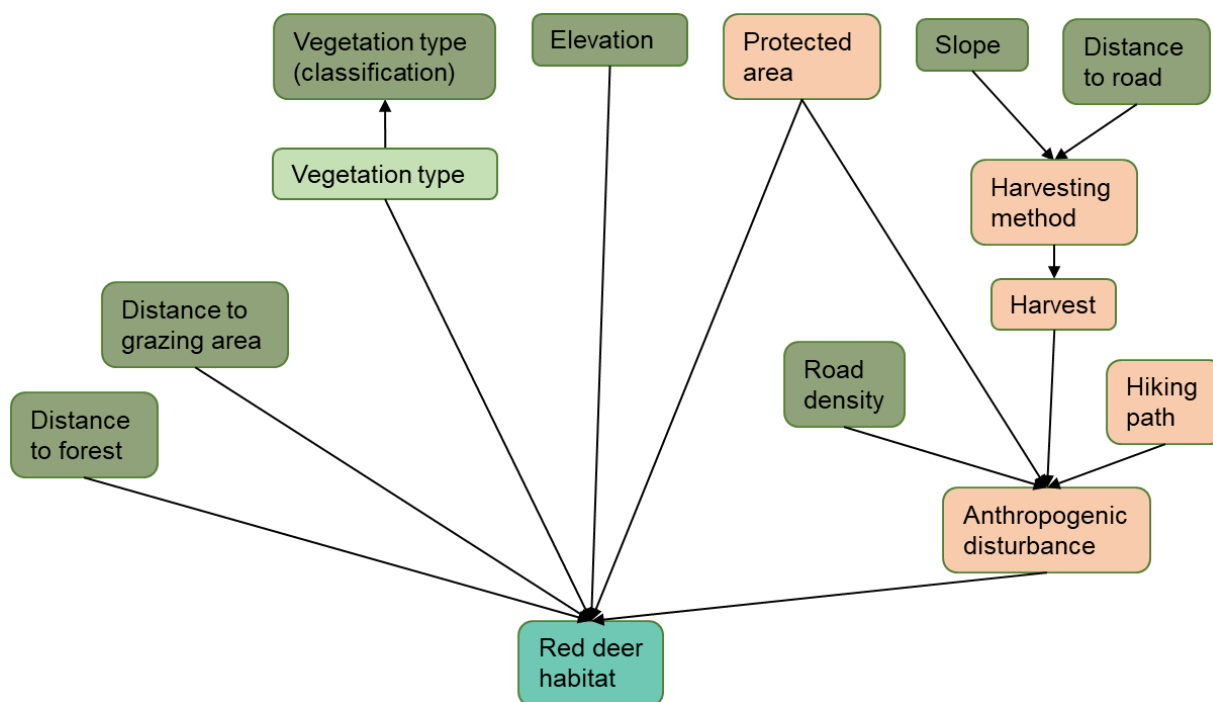 Vegetation type
(classification)
Elevation
Protected
area
Slope
Distance
to road
Vegetation type
Harvesting
method
Harvest
Distance to
grazing area
Road
density
Hiking
path
Distance
to forest
Anthropogenic
disturbance
Red deer
habitat